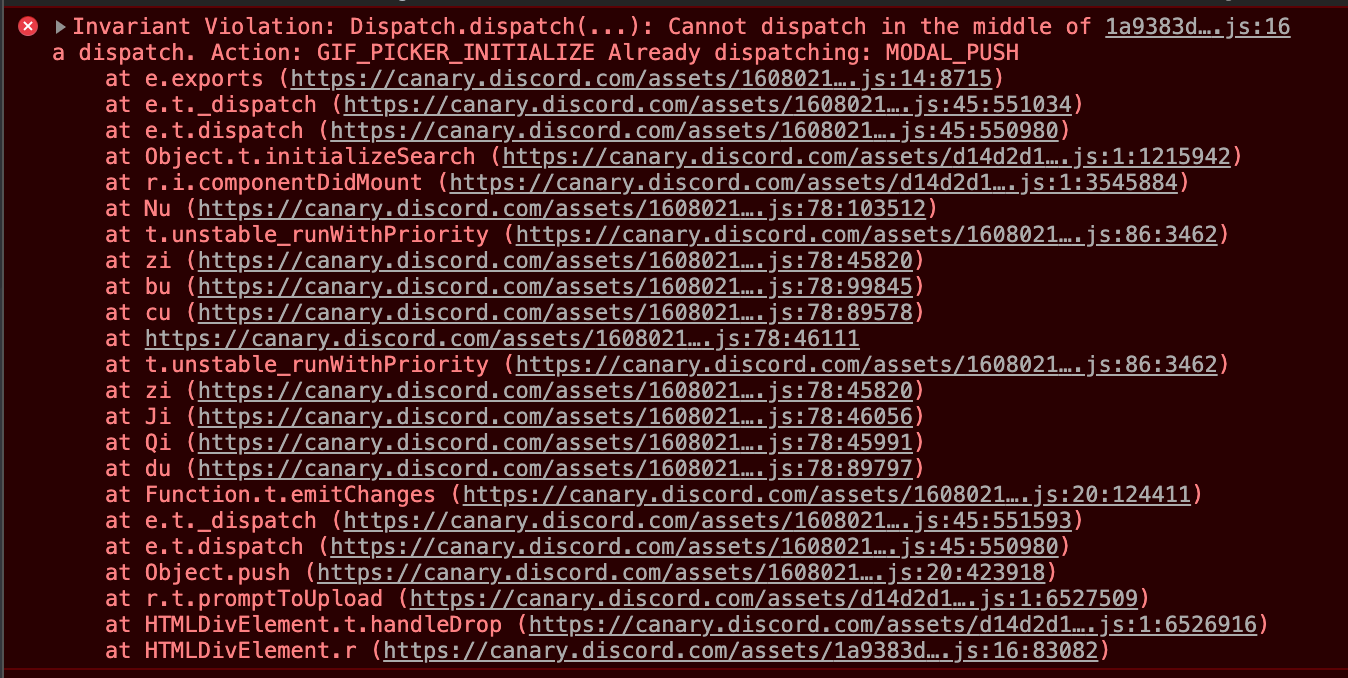 Invariant Violation: Dispatch.dispatch(...): Cannot dispatch in the middle of 1a9383d….js:16
a dispatch. Action: GIF_PICKER_INITIALIZE Already dispatching: MODAL_PUSH
at e.exports (https://canary.discord.com/assets/1608021….js:14:8715)
at e.t._dispatch (https://canary.discord.com/assets/1608021….js:45:551034)
at e.t.dispatch (https://canary.discord.com/assets/1608021….js:45:550980)
at Object.t.initializeSearch (https://canary.discord.com/assets/d14d2d1….js:1:1215942)
at r.i.componentDidMount (https://canary.discord.com/assets/d14d2d1….js:1:3545884)
at Nu (https://canary.discord.com/assets/1608021….js:78:103512)
at t.unstable_runWithPriority (https://canary.discord.com/assets/1608021….js:86:3462)
at zi (https://canary.discord.com/assets/1608021….js:78:45820)
at bu (https://canary.discord.com/assets/1608021….js:78:99845)
at cu (https://canary.discord.com/assets/1608021….js:78:89578)
at https://canary.discord.com/assets/1608021….js:78:46111
at t.unstable_runWithPriority (https://canary.discord.com/assets/1608021….js:86:3462)
at zi (https://canary.discord.com/assets/1608021….js:78:45820)
at Ji (https://canary.discord.com/assets/1608021….js:78:46056)
at Qi (https://canary.discord.com/assets/1608021….js:78:45991)
at du (https://canary.discord.com/assets/1608021….js:78:89797)
at Function.t.emitChanges (https://canary.discord.com/assets/1608021….js:20:124411)
at e.t._dispatch (https://canary.discord.com/assets/1608021….js:45:551593)
at e.t.dispatch (https://canary.discord.com/assets/1608021….js:45:550980)
at Object.push (https://canary.discord.com/assets/1608021….js:20:423918)
at r.t.promptToUpload (https://canary.discord.com/assets/d14d2d1….js:1:6527509)
at HTMLDivElement.t.handleDrop (https://canary.discord.com/assets/d14d2d1….js:1:6526916)
at HTMLDivElement.r (https://canary.discord.com/assets/1a9383d….js:16:83082)